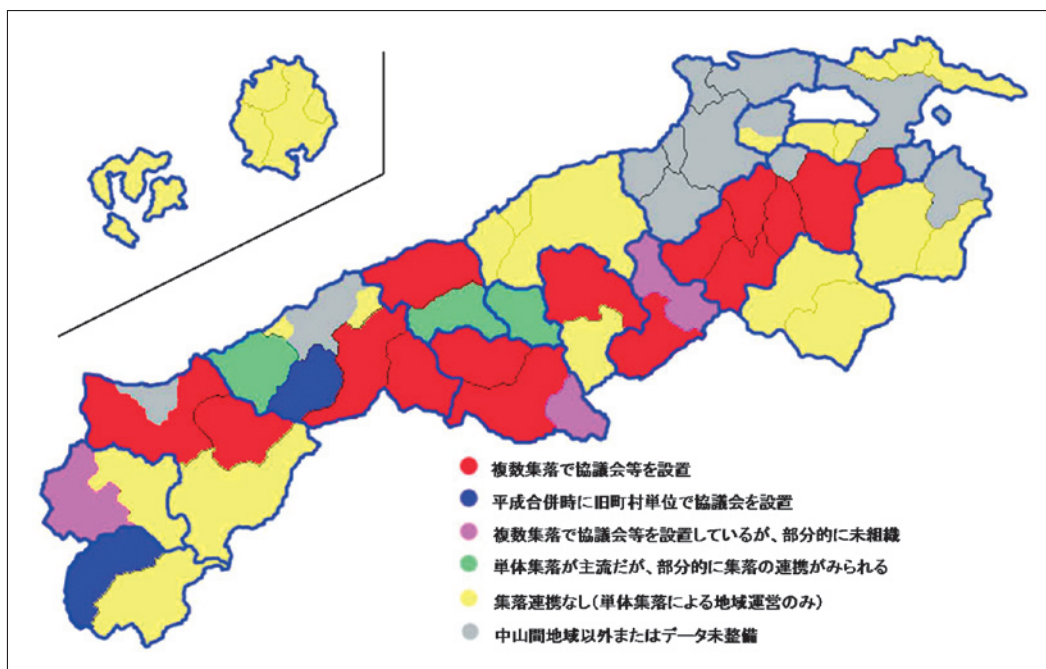 複数集落で協議会等を設置
平成合併時に旧町村単位で協議会を設置
複数集落で協議会等を設置しているが、部分的に未組織
単体集落が主流だが、部分的に集落の連携がみられる
集落連携なし(単体集落による地域運営のみ)
中山間地域以外またはデータ未整備